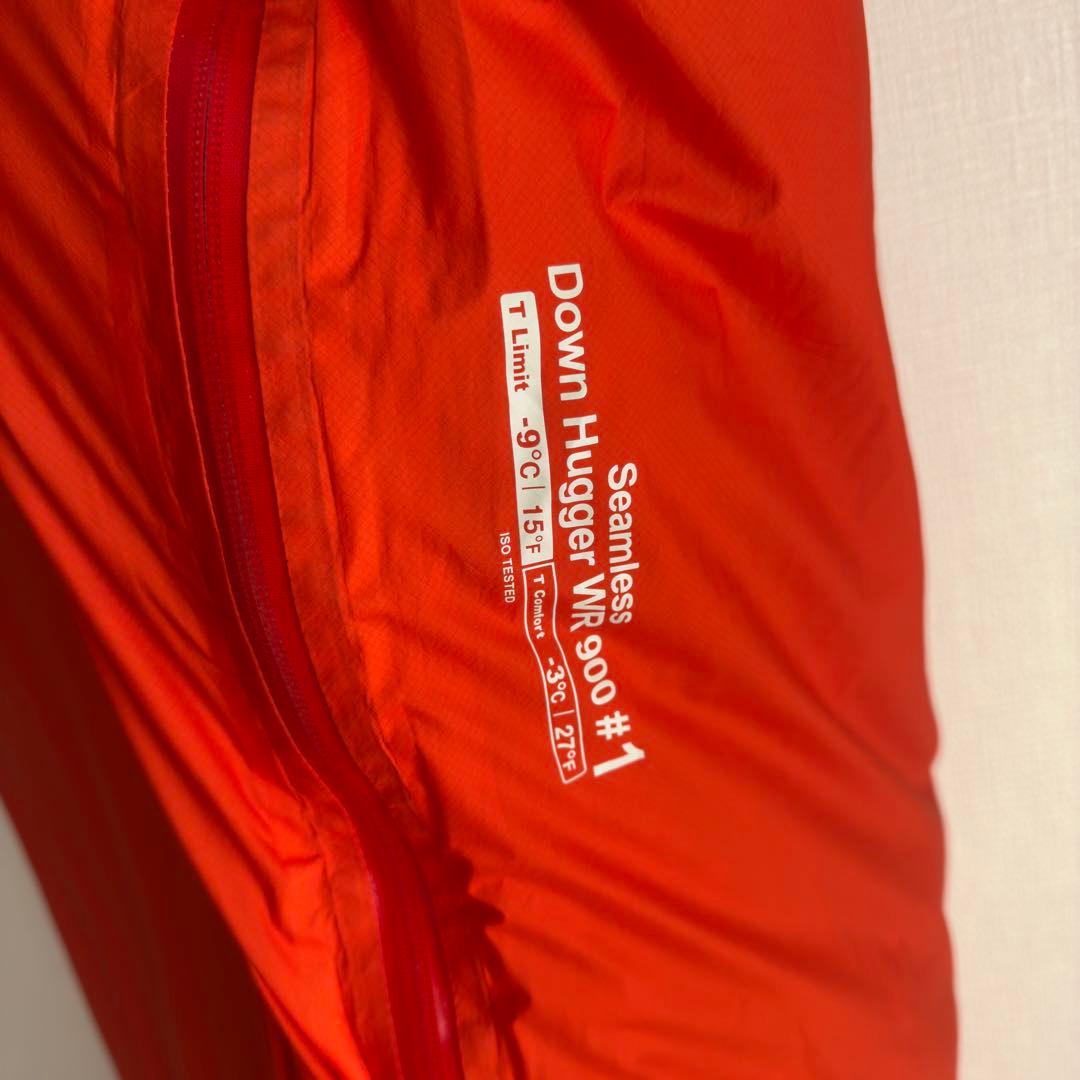 Seamless
Down Hugger WR 900 #1
T Limit -9°C | 15°F T Comfort -3°C | 27°F
ISO TESTED